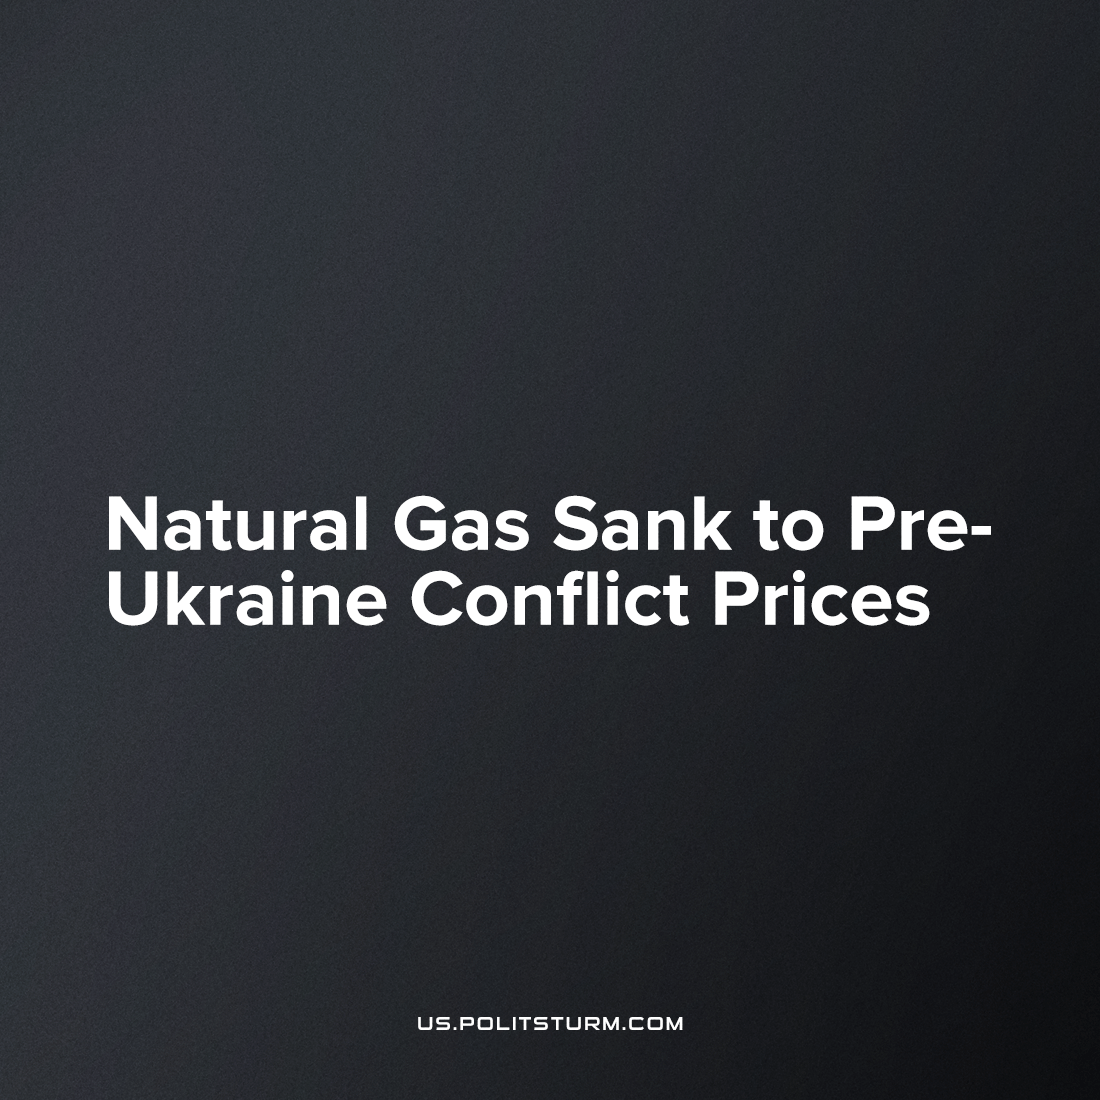 Natural Gas Sank to Pre-
Ukraine Conflict Prices
US.POLITSTURM.COM